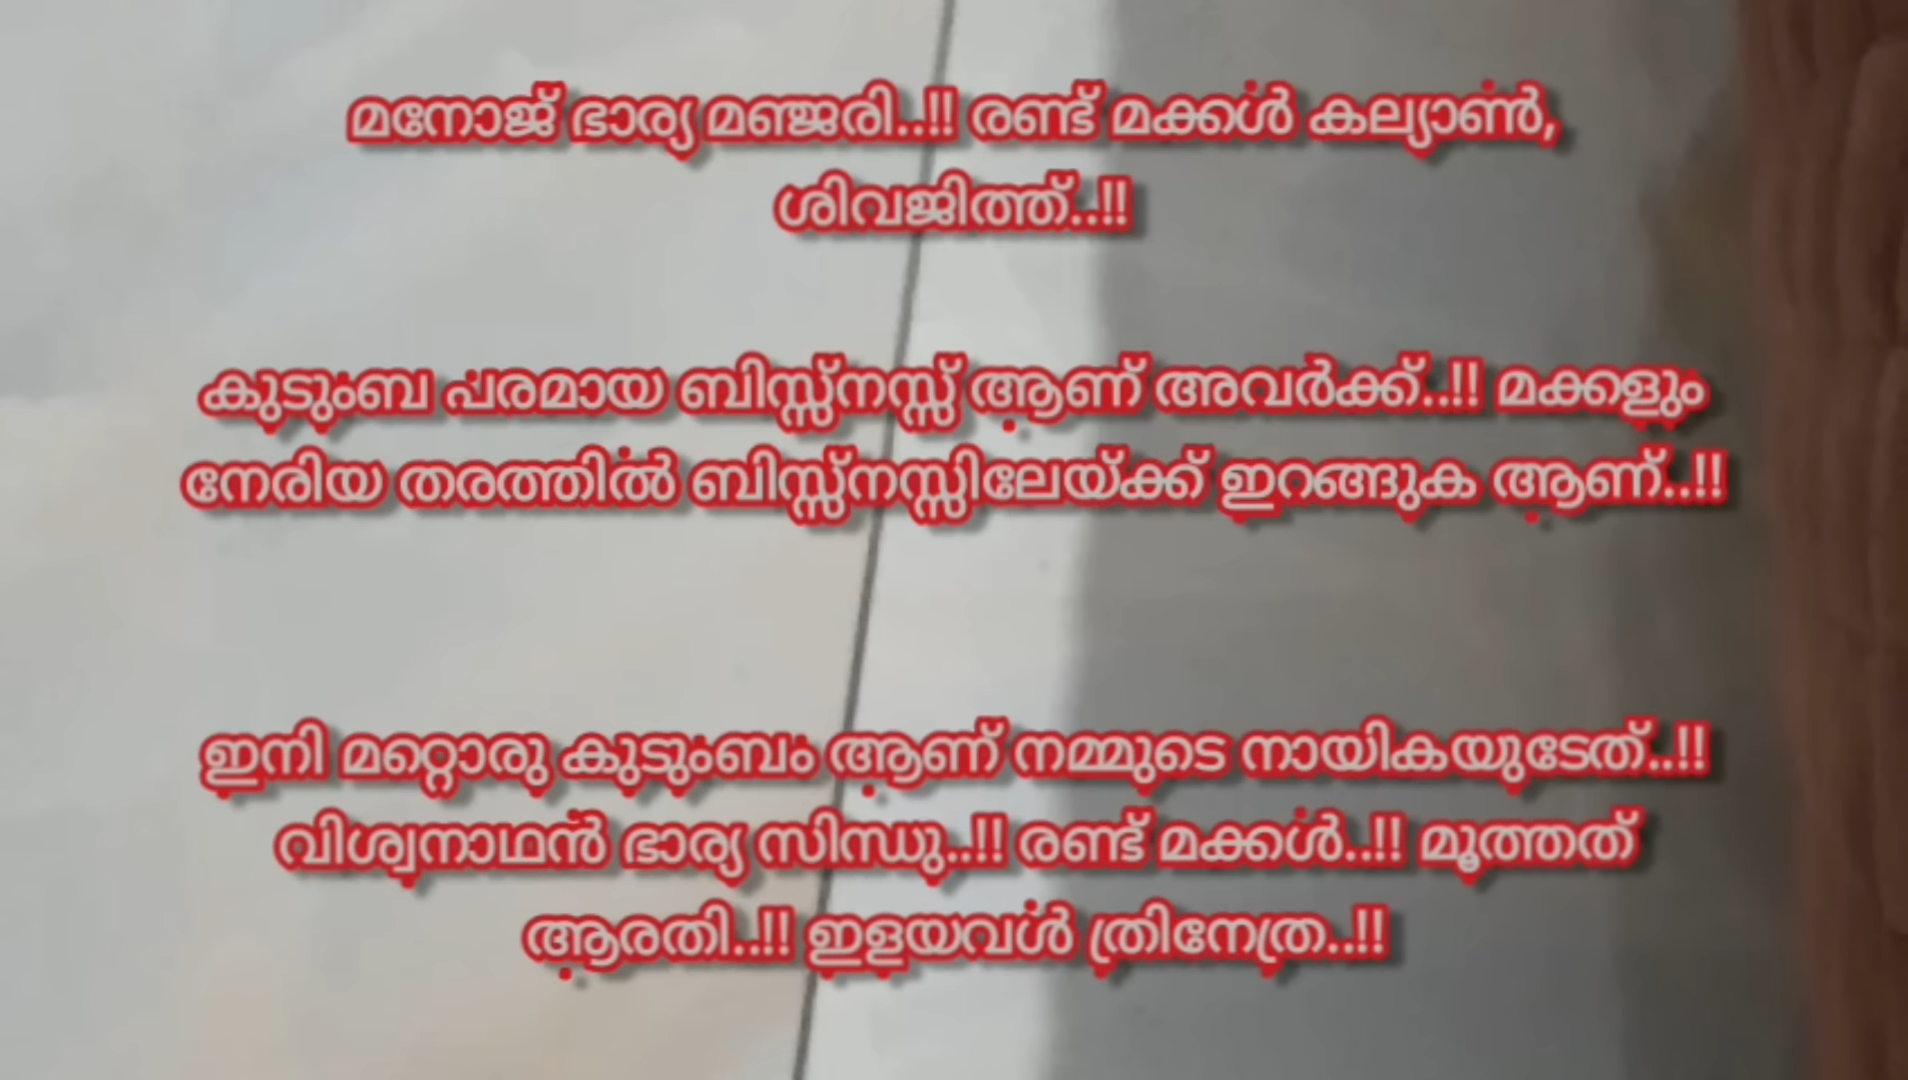 മനോജ് ഭാര്യ മഞ്ജരി..!! രണ്ട് മക്കൾ കല്യാൺ,
ശിവജിത്ത്..!!
കുടുംബ പരമായ ബിസ്സ്നസ്സ് ആണ് അവർക്ക്..!! മക്കളും
നേരിയ തരത്തിൽ ബിസ്സ്നസ്സിലേയ്ക്ക് ഇറങ്ങുക ആണ്..!!
ഇനി മറ്റൊരു കുടുംബം ആണ് നമ്മുടെ നായികയുടേത്..!!
വിശ്വനാഥൻ ഭാര്യ സിന്ധു..!! രണ്ട് മക്കൾ..!! മൂത്തത്
ആരതി..!! ഇളയവൾ ത്രിനേത്ര..!!